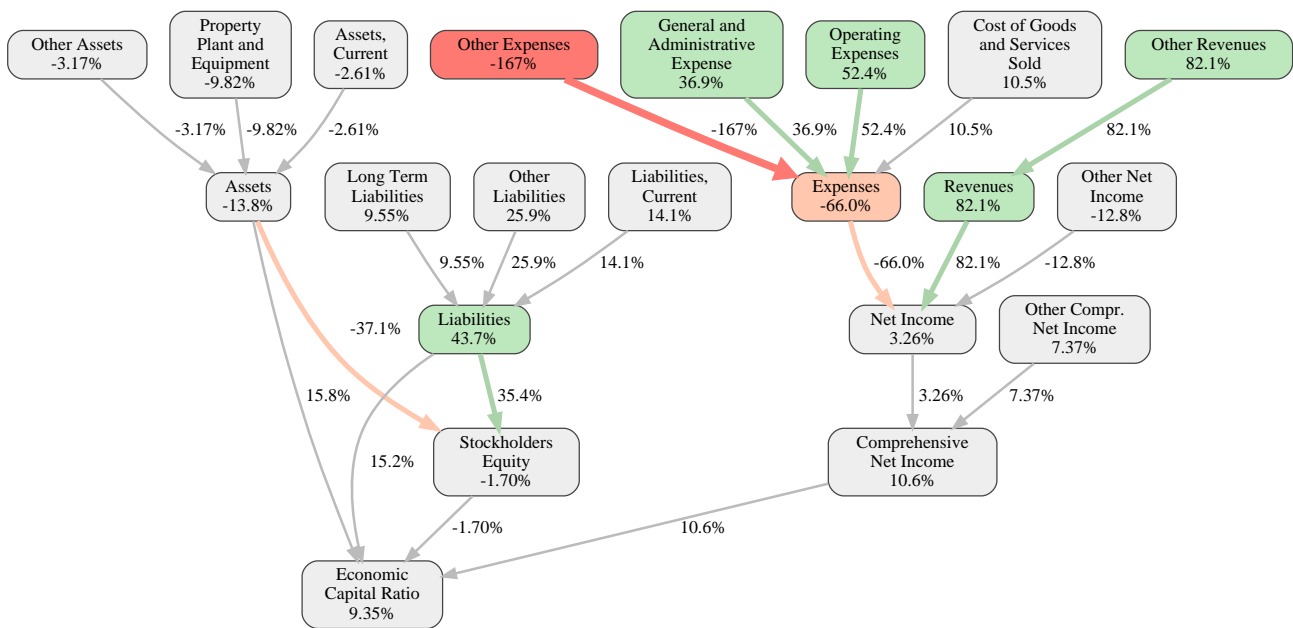 Other Assets
-3.17%
Property
Plant and
Equipment
-9.82%
Assets,
Current
-2.61%
Other Expenses
-167%
General and
Administrative
Expense
36.9%
Operating
Expenses
52.4%
Cost of Goods
and Services
Sold
10.5%
Other Revenues
82.1%
-3.17%
-9.82%
-2.61%
-167%
36.9%
52.4%
10.5%
82.1%
Assets
-13.8%
Long Term
Liabilities
9.55%
Other
Liabilities
25.9%
Liabilities,
Current
14.1%
Expenses
-66.0%
Revenues
82.1%
Other Net
Income
-12.8%
9.55%
25.9%
14.1%
-66.0%
82.1%
-12.8%
-37.1%
Liabilities
43.7%
Net Income
3.26%
Other Compr.
Net Income
7.37%
15.8%
35.4%
3.26%
7.37%
15.2%
Stockholders
Equity
-1.70%
Comprehensive
Net Income
10.6%
-1.70%
10.6%
Economic
Capital Ratio
9.35%